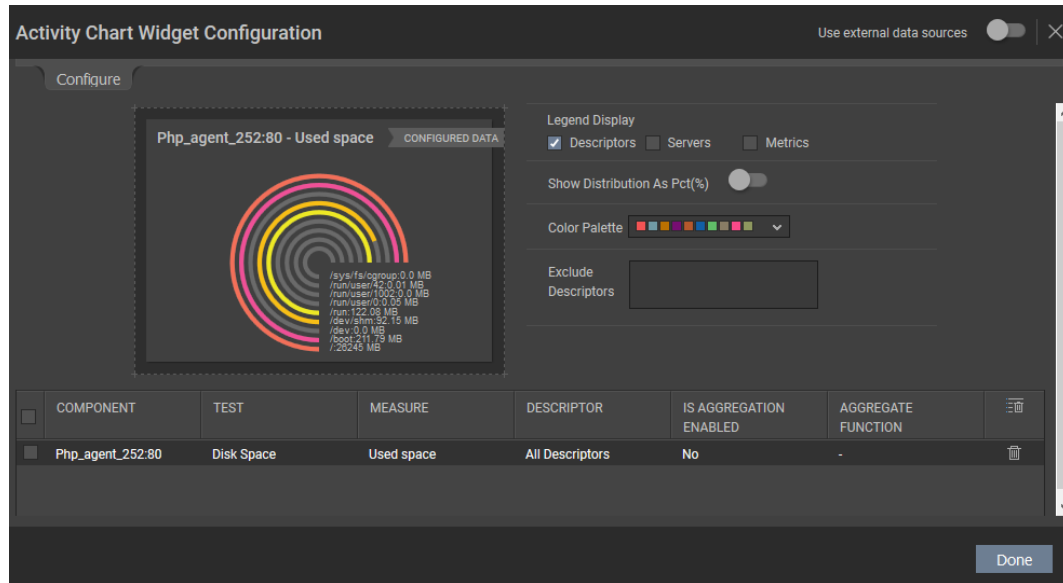 Activity Chart Widget Configuration
Use external data sources
Configure
Php_agent_252:80 - Used space
CONFIGURED DATA
/sys/fs/cgroup:0.0 MB
/run/user/42:0.01 MB
/run/user/1002:0.0 MB
/run/user/0:0.05 MB
/run:122.08 MB
/dev/shm:92.15 MB
/dev:0.0 MB
/boot:211.79 MB
/:26245 MB
Legend Display
Descriptors Servers Metrics
Show Distribution As Pct(%)
Color Palette
Exclude
Descriptors
COMPONENT TEST MEASURE DESCRIPTOR IS AGGREGATION AGGREGATE
ENABLED FUNCTION
Php_agent_252:80 Disk Space Used space All Descriptors No -
Done